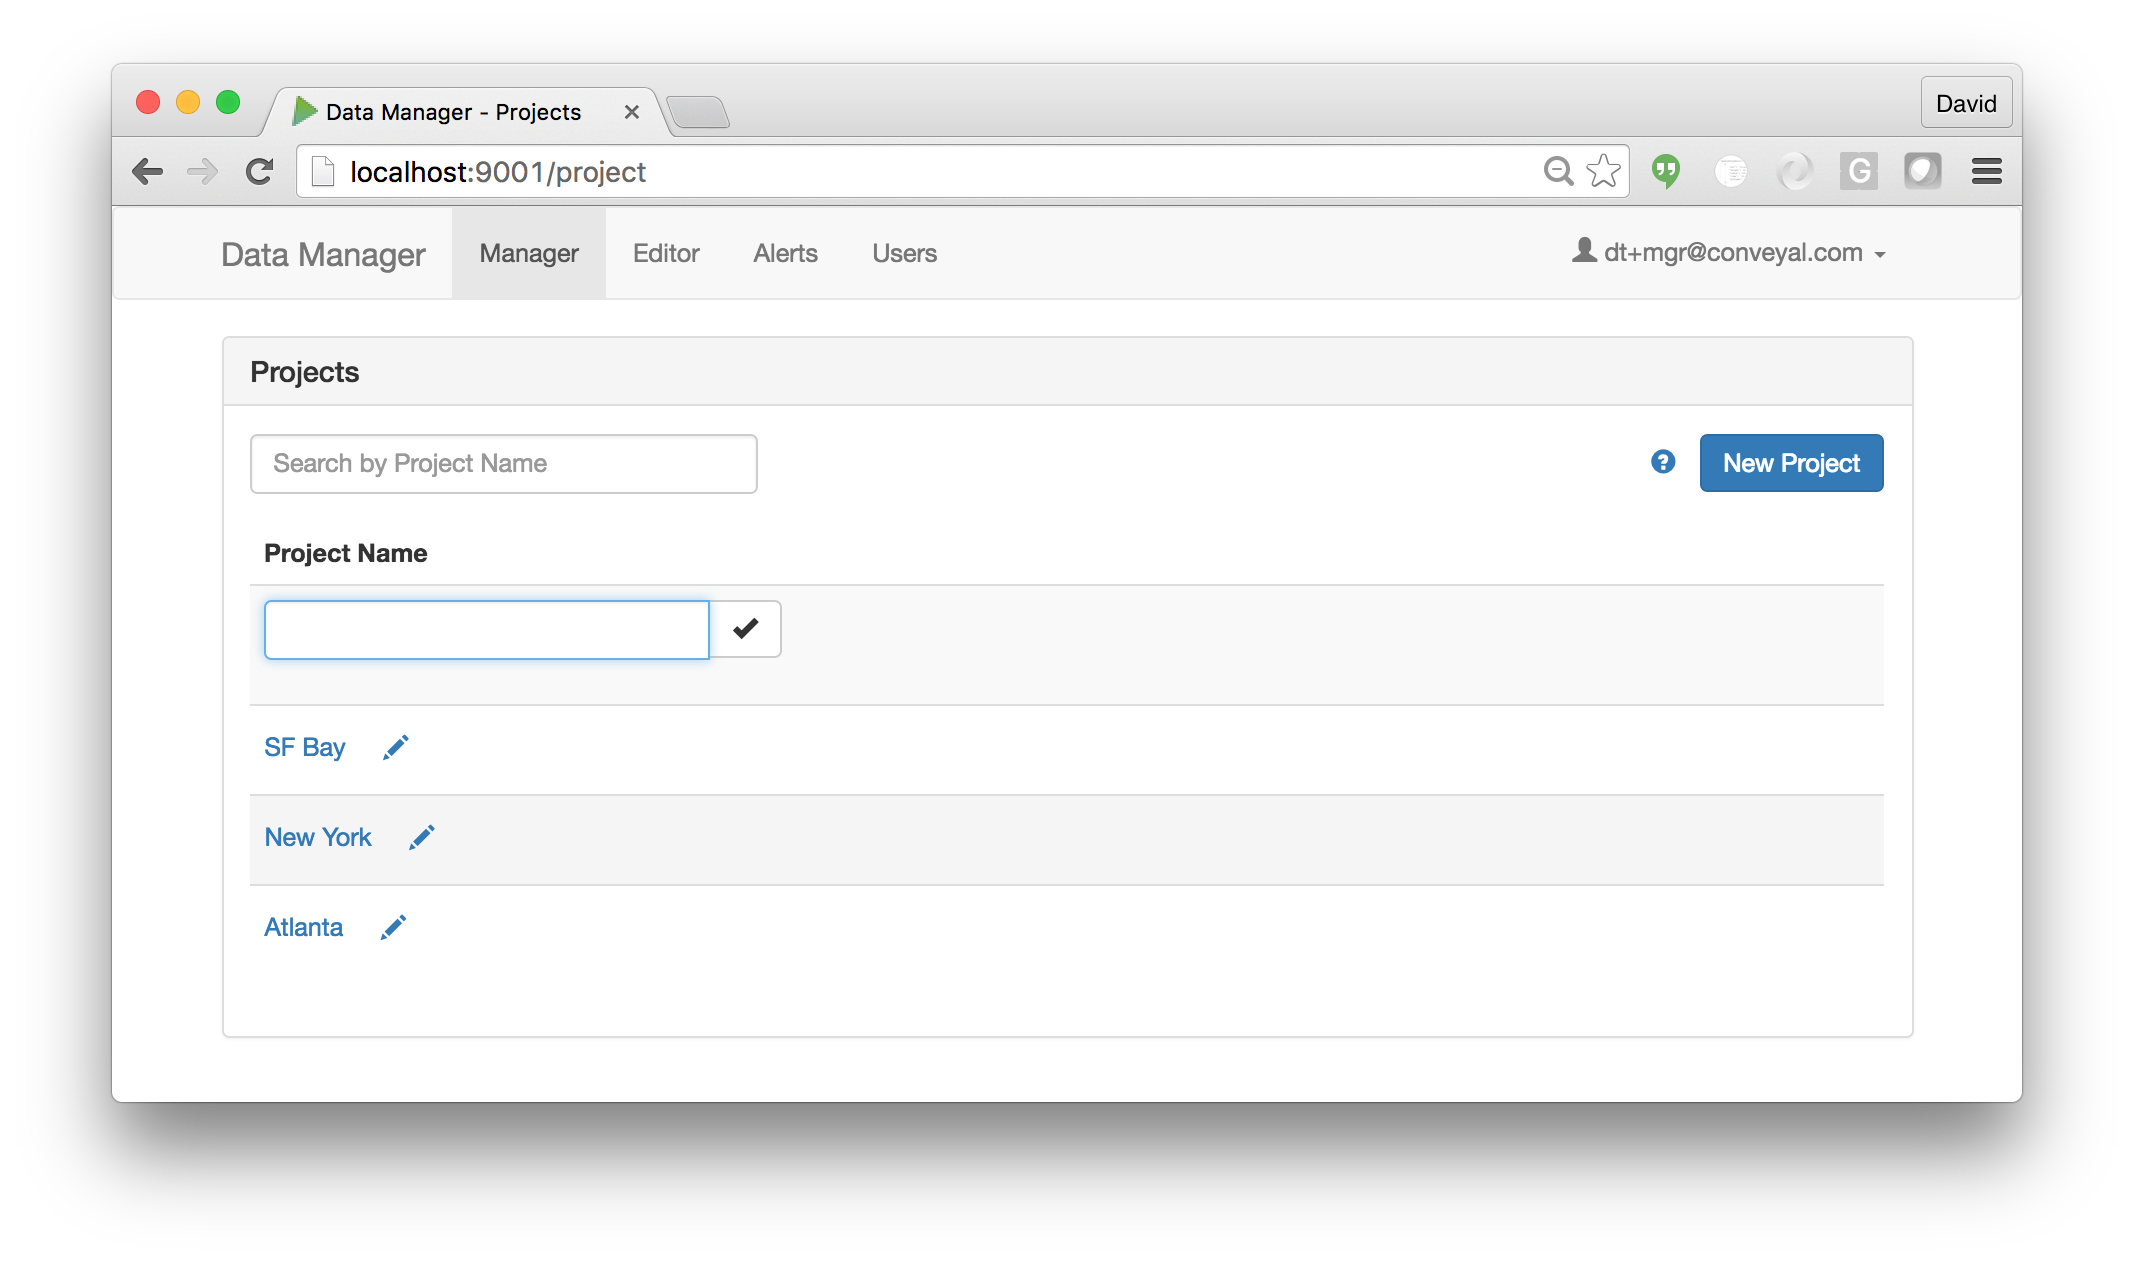 Data Manager - Projects
David
localhost:9001/project
G
Data Manager Manager Editor Alerts Users dt+mgr@conveyal.com
Projects
Search by Project Name
? New Project
Project Name
SF Bay
New York
Atlanta